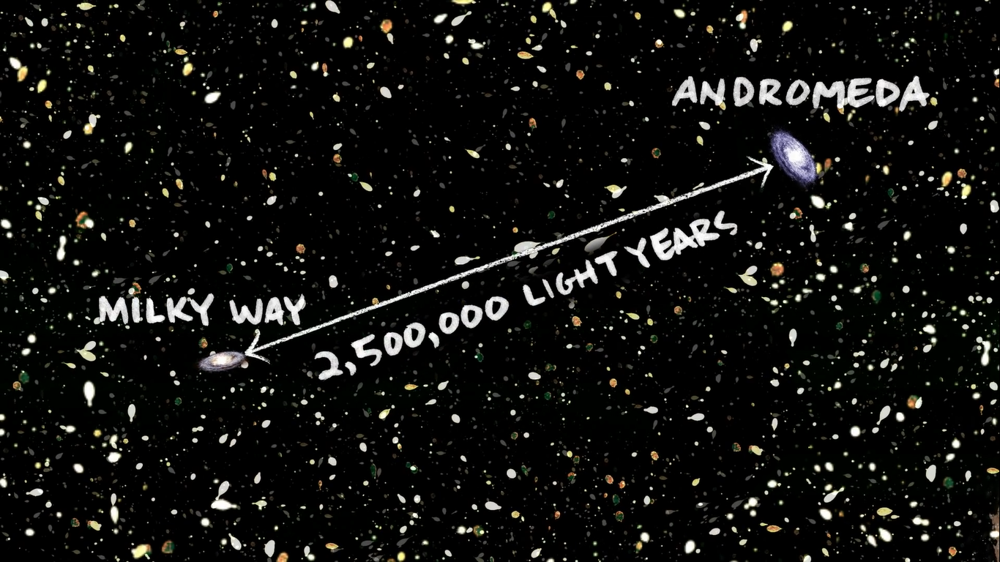 ANDROMEDA
MILKY WAY
2,500,000 LIGHT YEARS